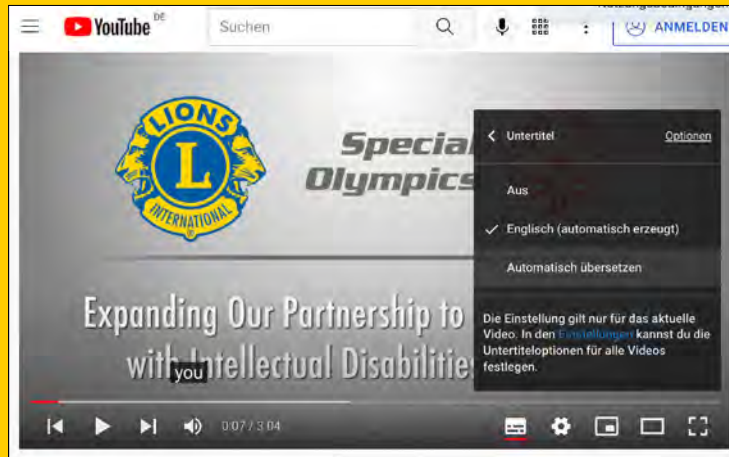 YouTube DE
Suchen
ANMELDEN
LIONS
L
INTERNATIONAL
Special
Olympics
Expanding Our Partnership to
with Intellectual Disabilities
you
Untertitel
Optionen
Aus
Englisch (automatisch erzeugt)
Automatisch übersetzen
Die Einstellung gilt nur für das aktuelle
Video. In den Einstellungen kannst du die
Untertiteloptionen für alle Videos
festlegen.
0:07 / 3:04